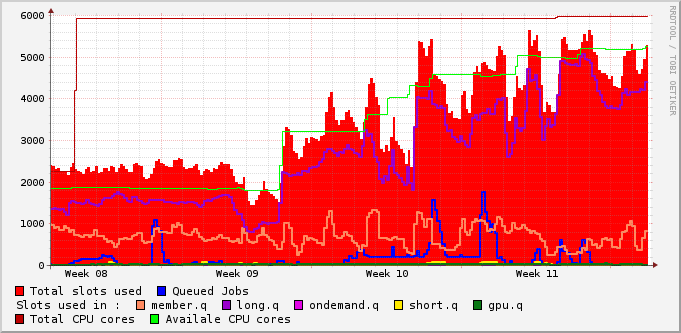 RRDTOOL / TOBI OETIKER
6000
5000
4000
3000
2000
1000
0
Week 08 Week 09 Week 10 Week 11
Total slots used Queued Jobs
Slots used in : member.q long.q ondemand.q short.q gpu.q
Total CPU cores Availale CPU cores